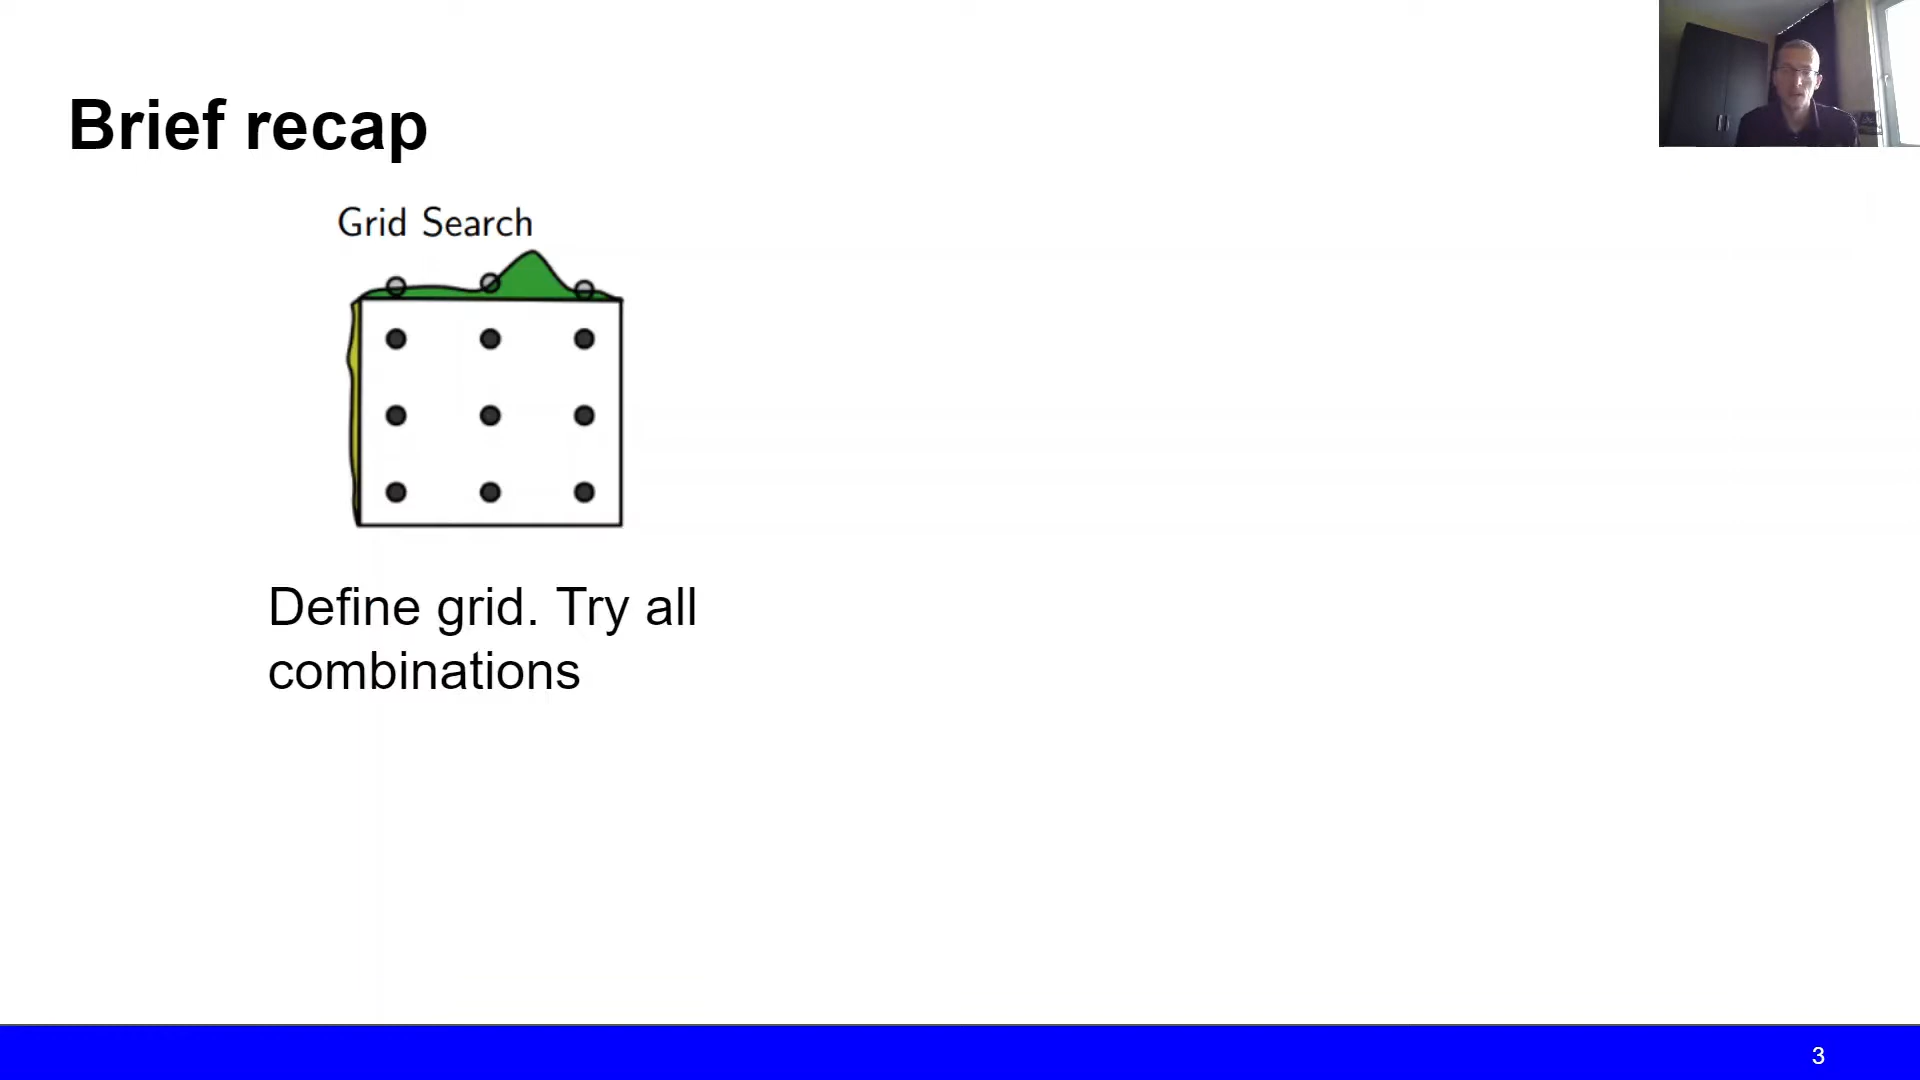 Brief recap
Grid Search
Define grid. Try all
combinations
3